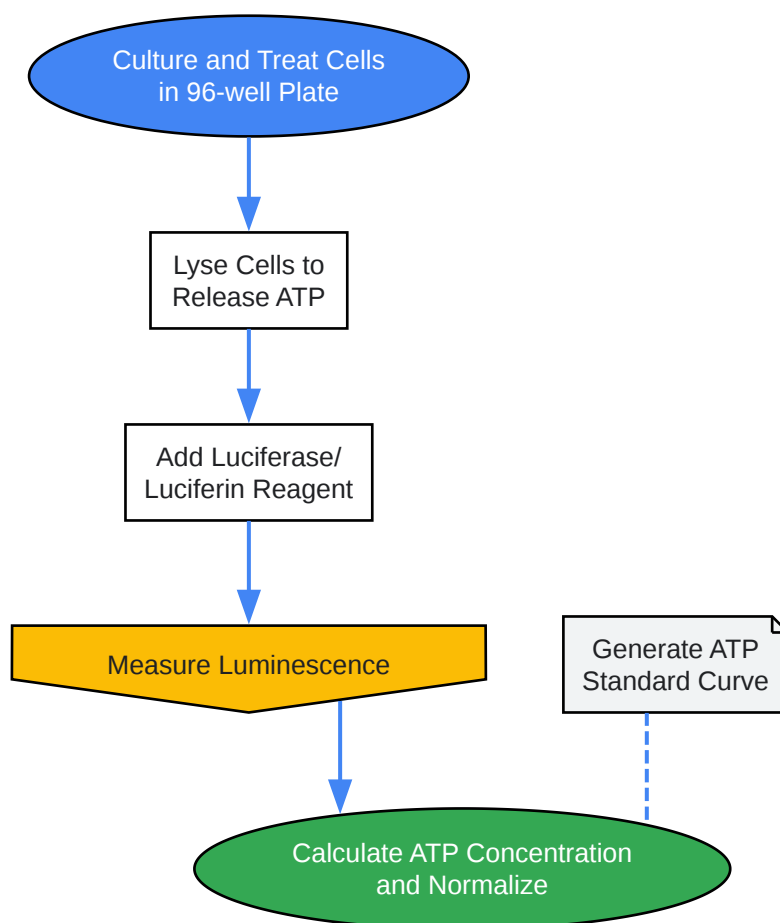 Culture and Treat Cells
in 96-well Plate
Lyse Cells to
Release ATP
Add Luciferase/
Luciferin Reagent
Measure Luminescence
Generate ATP
Standard Curve
Calculate ATP Concentration
and Normalize